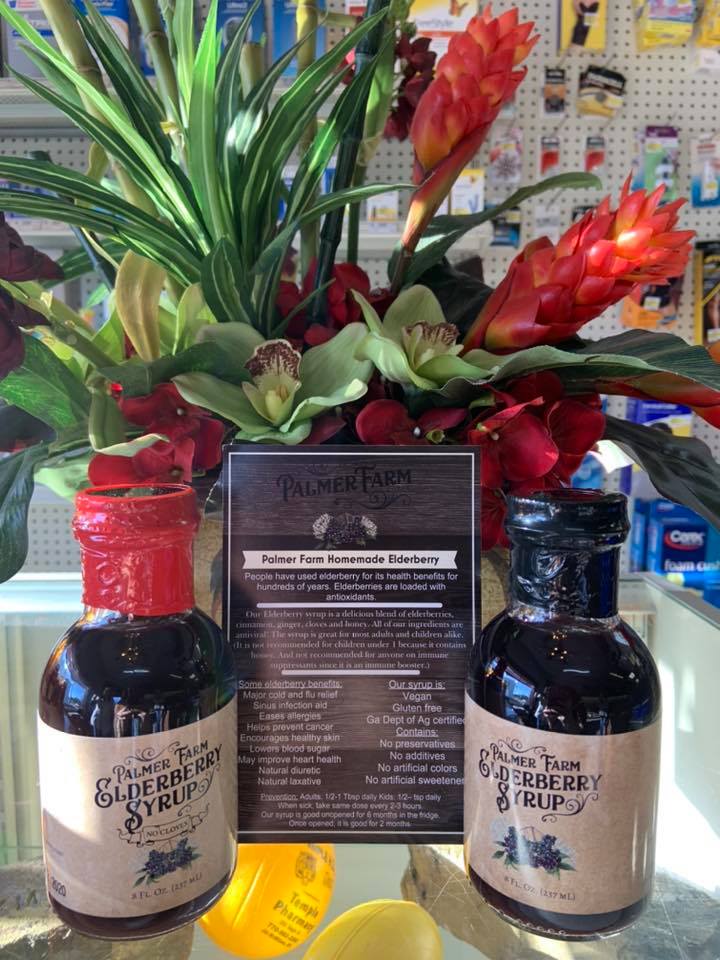 FreeStyle
PALMER FARM
Palmer Farm Homemade Elderberry
People have used elderberry for its health benefits for
hundreds of years. Elderberries are loaded with
antioxidants.
Our Elderberry syrup is a delicious blend of elderberries,
cinnamon, ginger, cloves and honey. All of our ingredients are
antiviral! The syrup is great for most adults and children alike.
(It is not recommended for children under 1 because it contains
honey. And not recommended for anyone on immune
suppressants since it is an immune booster.)
Some elderberry benefits:
Major cold and flu relief
Sinus infection aid
Eases allergies
Helps prevent cancer
Encourages healthy skin
Lowers blood sugar
May improve heart health
Natural diuretic
Natural laxative
Our syrup is:
Vegan
Gluten free
Ga Dept of Ag certified
Contains:
No preservatives
No additives
No artificial colors
No artificial sweetener
Prevention: Adults: 1/2-1 Tbsp daily Kids: 1/2– tsp daily
When sick, take same dose every 2-3 hours.
Our syrup is good unopened for 6 months in the fridge.
Once opened, it is good for 2 months.
PALMER FARM
ELDERBERRY
SYRUP
NO CLOVES
8 FL. OZ. (237 ML)
2020
PALMER FARM
ELDERBERRY
SYRUP
8 FL. OZ. (237 ML)
Temple
Pharmacy
Curex
foam